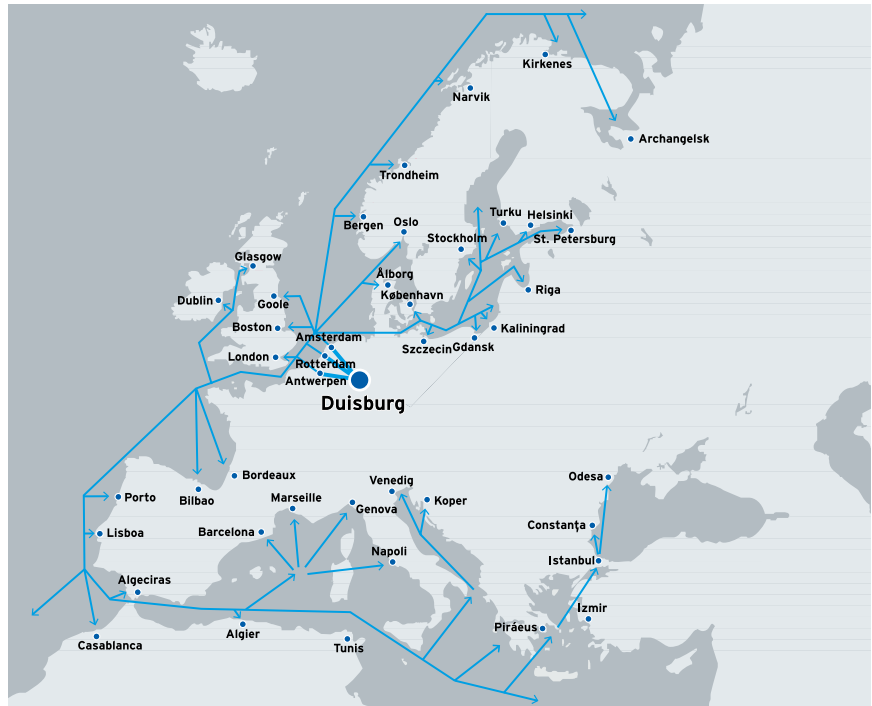 Kirkenes
Narvik
Archangelsk
Trondheim
Turku
Helsinki
Bergen
Oslo
Stockholm
St. Petersburg
Glasgow
Ålborg
København
Riga
Dublin
Goole
Boston
Kaliningrad
Amsterdam
Szczecin
Gdansk
London
Rotterdam
Antwerpen
Duisburg
Bordeaux
Odesa
Venedig
Porto
Bilbao
Marseille
Genova
Koper
Constanţa
Lisboa
Barcelona
Napoli
Istanbul
Algeciras
Izmir
Algier
Piräeus
Casablanca
Tunis